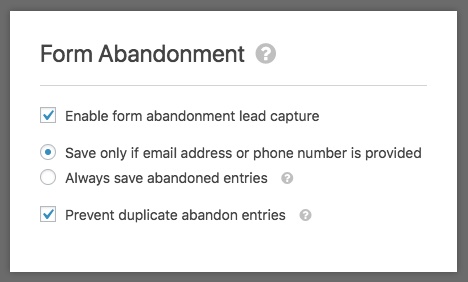 Form Abandonment ?
Enable form abandonment lead capture
Save only if email address or phone number is provided
Always save abandoned entries ?
Prevent duplicate abandon entries ?